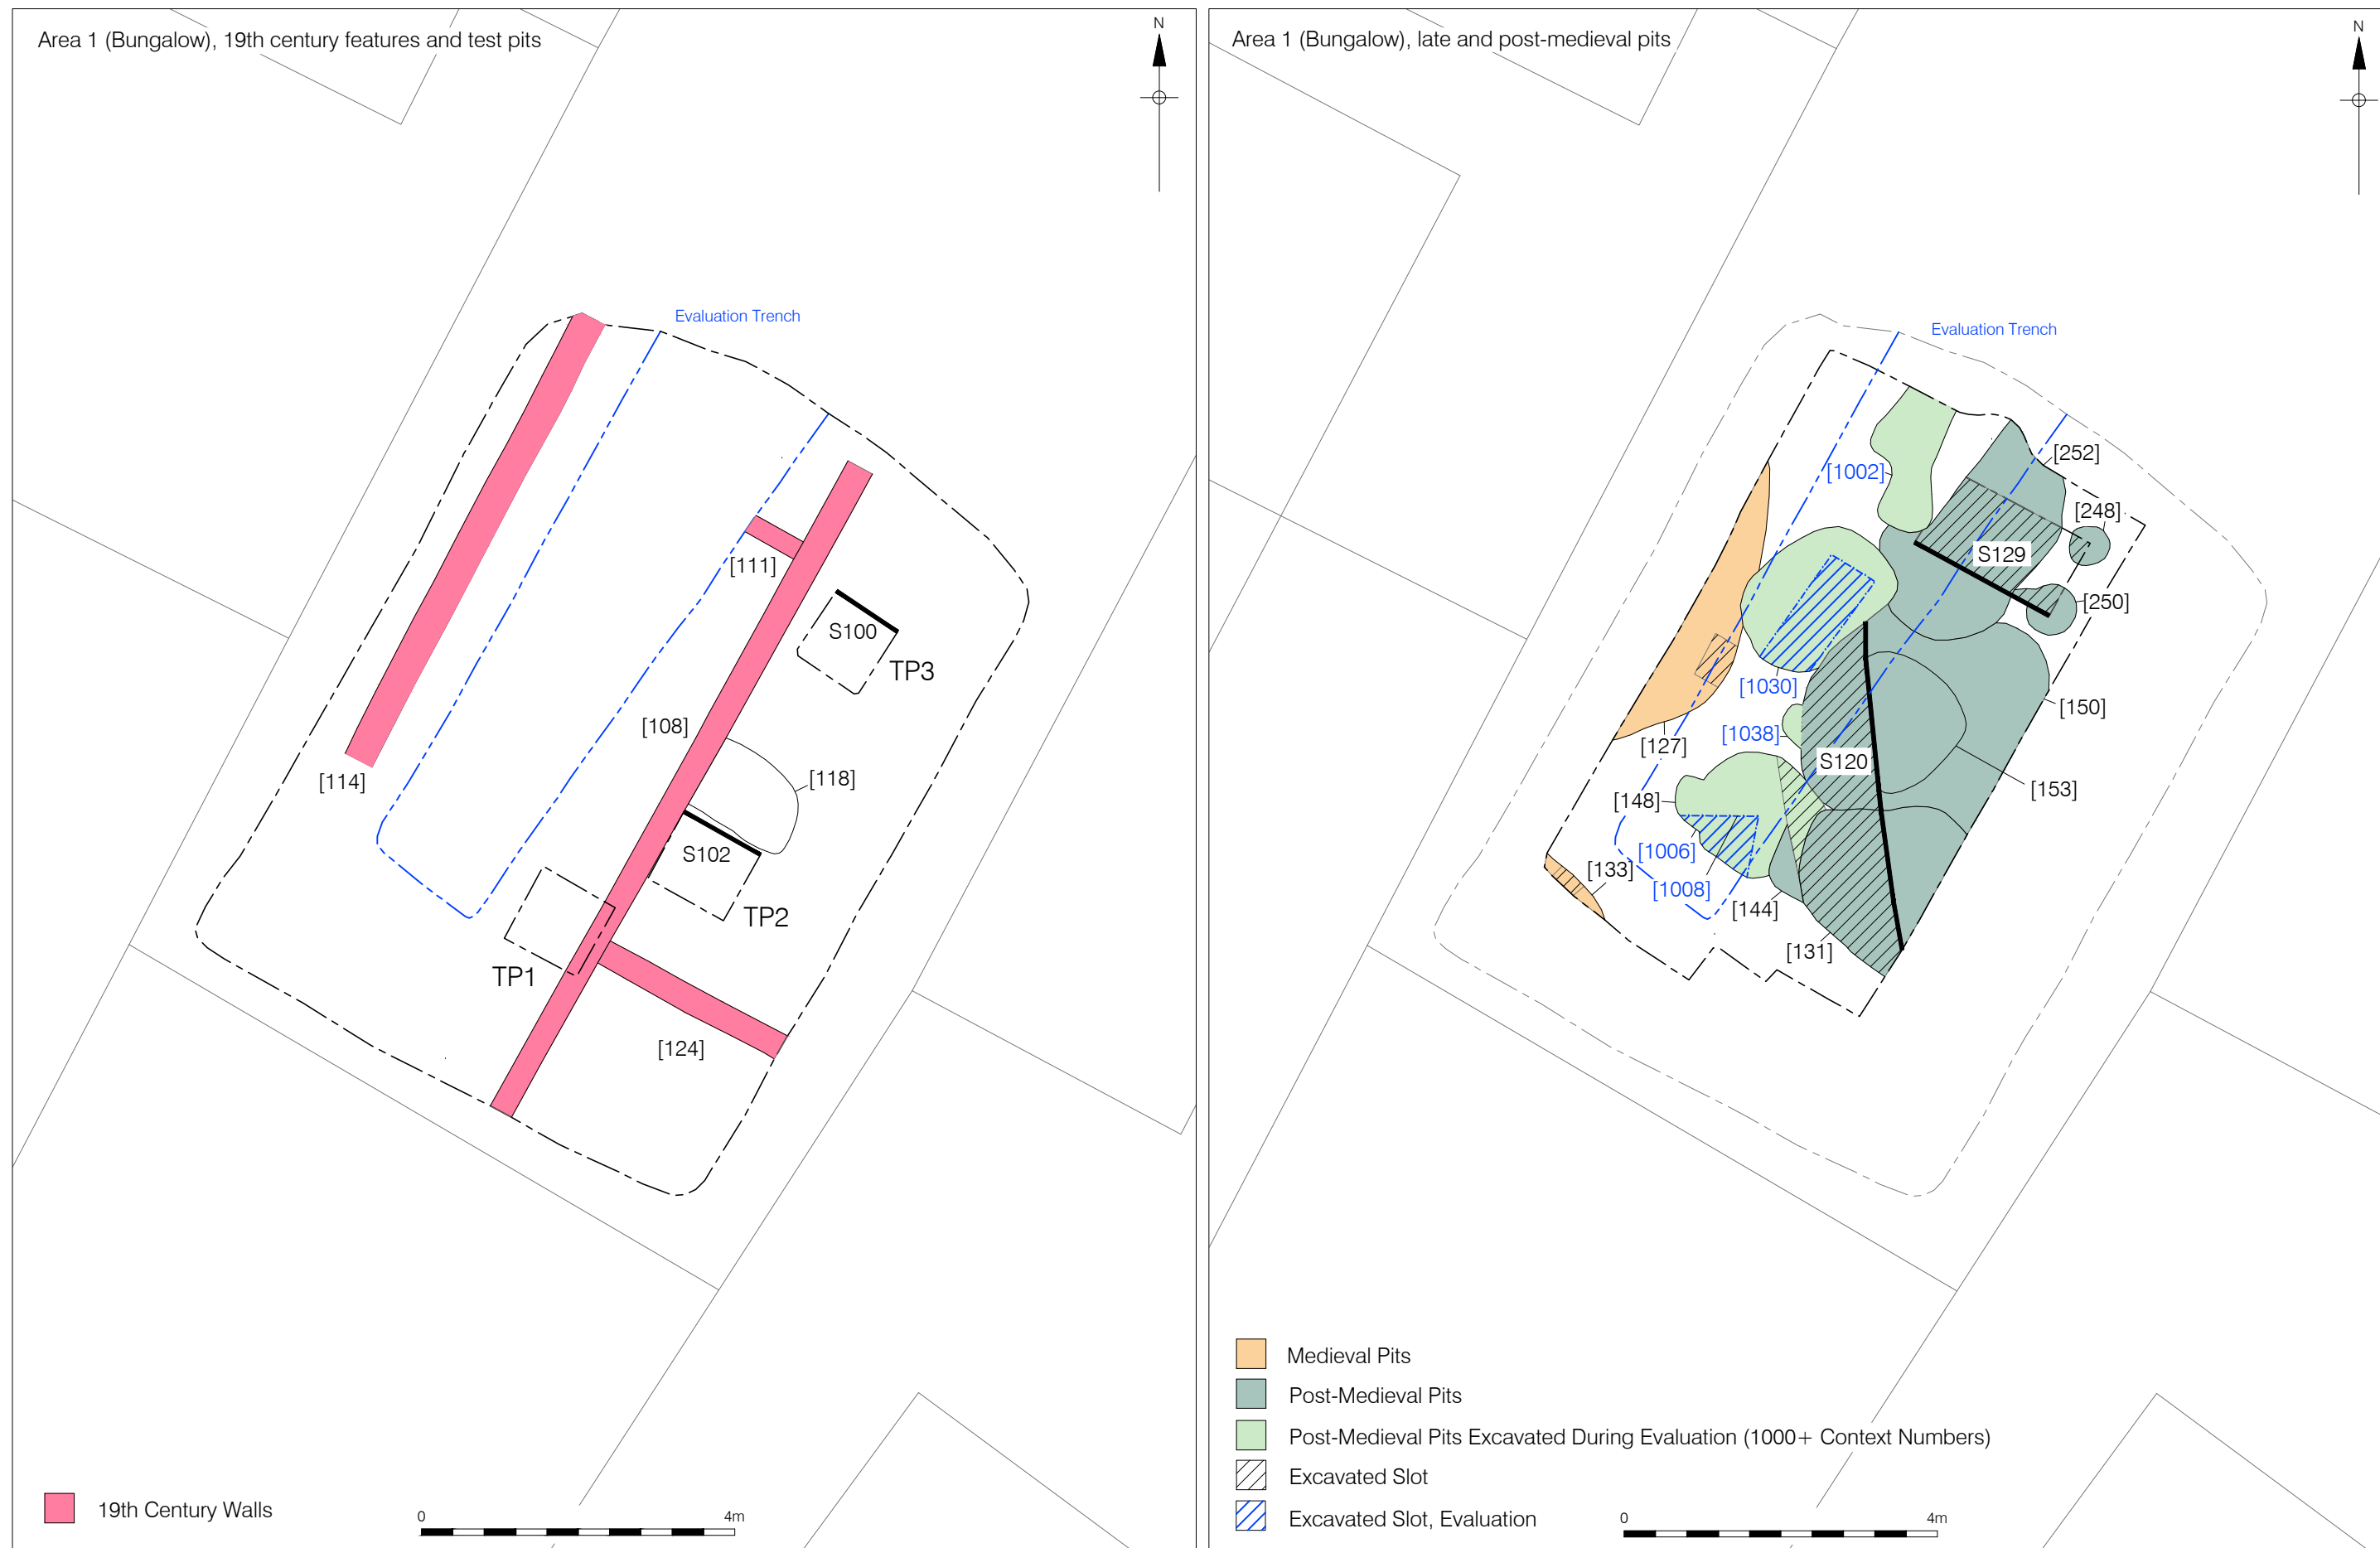 Area 1 (Bungalow), 19th century features and test pits
N
Evaluation Trench
[111]
S100
TP3
[108]
[118]
[114]
S102
TP2
TP1
[124]
19th Century Walls
0 4m
Area 1 (Bungalow), late and post-medieval pits
N
Evaluation Trench
[252]
[1002]
[248]
S129
[250]
[1030]
[150]
[1038]
[127]
S120
[153]
[148]
[1006]
[133]
[1008]
[144]
[131]
Medieval Pits
Post-Medieval Pits
Post-Medieval Pits Excavated During Evaluation (1000+ Context Numbers)
Excavated Slot
Excavated Slot, Evaluation
0 4m